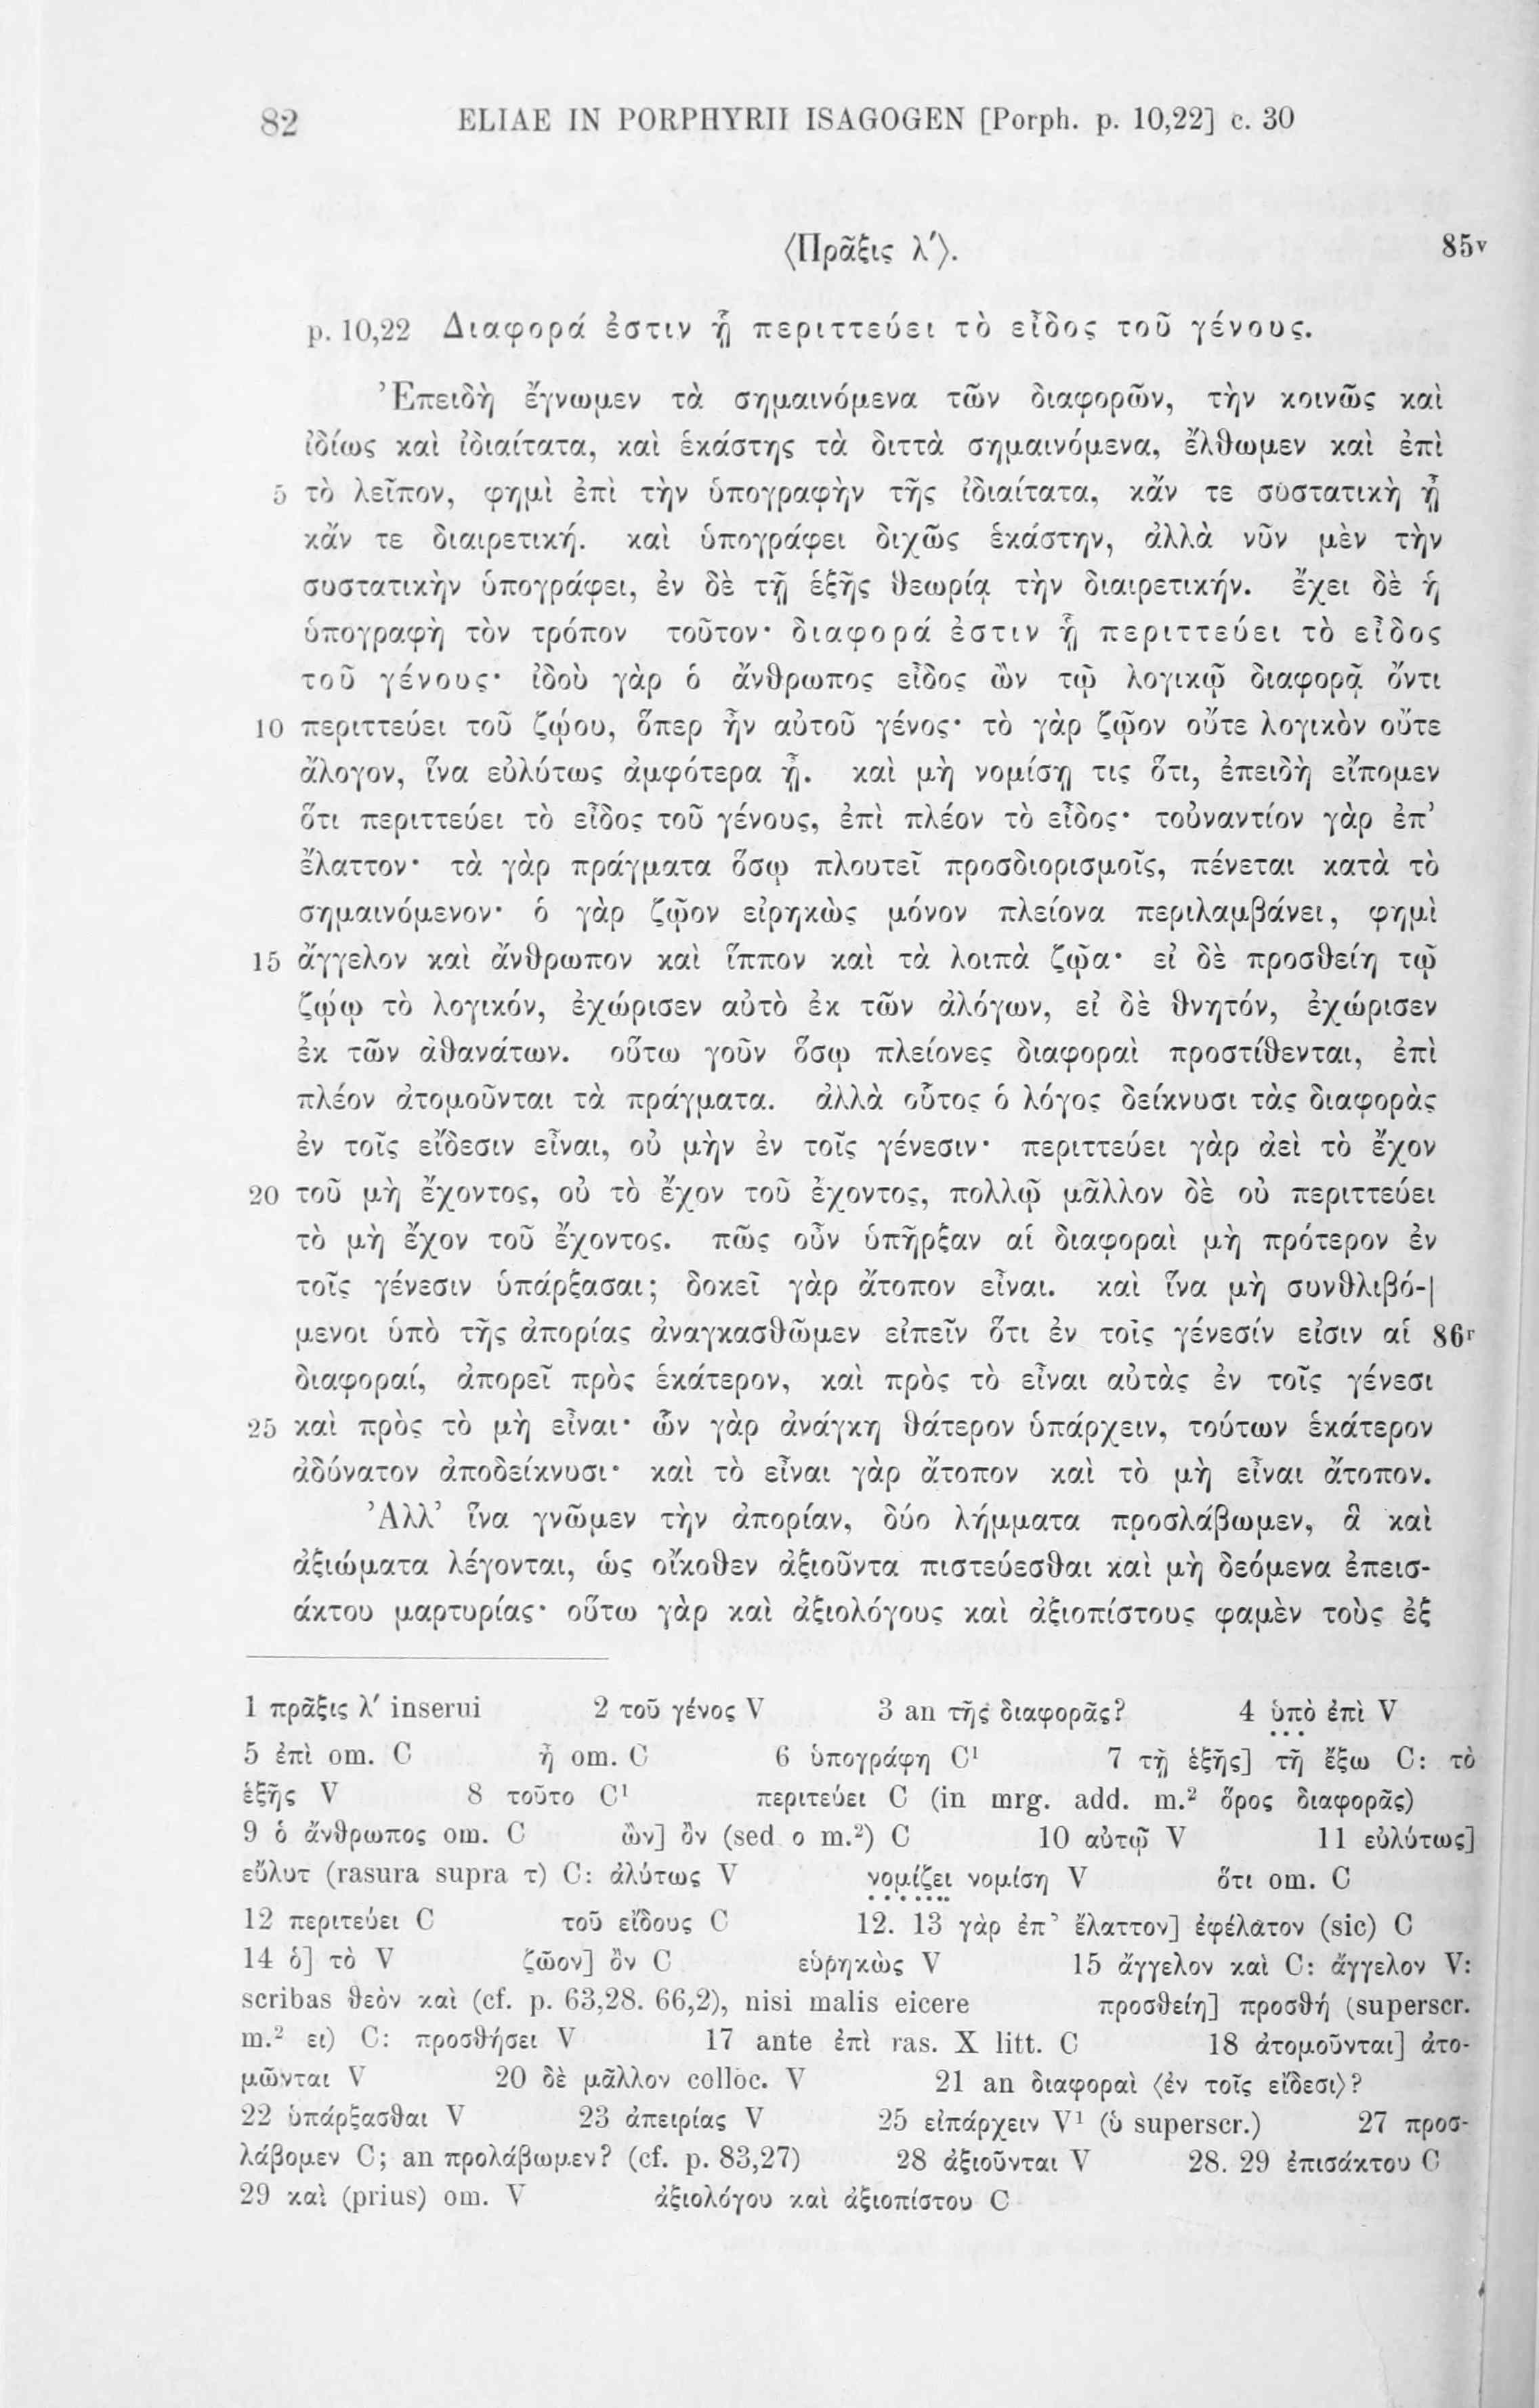 82 ELIAE IN PORPHYRII ISAGOGEN [Porph. p. 10,22] c. 30
⟨Πρᾶξις λ′⟩. 85v
p. 10,22 Διαφορά ἐστιν ᾗ περιττεύει τὸ εἶδος τοῦ γένους.
Ἐπειδὴ ἔγνωμεν τὰ σημαινόμενα τῶν διαφορῶν, τὴν κοινῶς καὶ
ἰδίως καὶ ἰδιαίτατα, καὶ ἑκάστης τὰ διττὰ σημαινόμενα, ἔλθωμεν καὶ ἐπὶ
5 τὸ λεῖπον, φημὶ ἐπὶ τὴν ὑπογραφὴν τῆς ἰδιαίτατα, κἄν τε συστατικὴ ᾖ
κἄν τε διαιρετική. καὶ ὑπογράφει διχῶς ἑκάστην, ἀλλὰ νῦν μὲν τὴν
συστατικὴν ὑπογράφει, ἐν δὲ τῇ ἑξῆς θεωρίᾳ τὴν διαιρετικήν. ἔχει δὲ ἡ
ὑπογραφὴ τὸν τρόπον τοῦτον· διαφορά ἐστιν ᾗ περιττεύει τὸ εἶδος
τοῦ γένους· ἰδοὺ γὰρ ὁ ἄνθρωπος εἶδος ὢν τῷ λογικῷ διαφορᾷ ὄντι
10 περιττεύει τοῦ ζῴου, ὅπερ ἦν αὐτοῦ γένος· τὸ γὰρ ζῷον οὔτε λογικὸν οὔτε
ἄλογον, ἵνα εὐλύτως ἀμφότερα ᾖ. καὶ μὴ νομίσῃ τις ὅτι, ἐπειδὴ εἴπομεν
ὅτι περιττεύει τὸ εἶδος τοῦ γένους, ἐπὶ πλέον τὸ εἶδος· τοὐναντίον γὰρ ἐπ’
ἔλαττον· τὰ γὰρ πράγματα ὅσῳ πλουτεῖ προσδιορισμοῖς, πένεται κατὰ τὸ
σημαινόμενον· ὁ γὰρ ζῷον εἰρηκὼς μόνον πλείονα περιλαμβάνει, φημὶ
15 ἄγγελον καὶ ἄνθρωπον καὶ ἵππον καὶ τὰ λοιπὰ ζῷα· εἰ δὲ προσθείη τῷ
ζῴῳ τὸ λογικόν, ἐχώρισεν αὐτὸ ἐκ τῶν ἀλόγων, εἰ δὲ θνητόν, ἐχώρισεν
ἐκ τῶν ἀθανάτων. οὕτω γοῦν ὅσῳ πλείονες διαφοραὶ προστίθενται, ἐπὶ
πλέον ἀτομοῦνται τὰ πράγματα. ἀλλὰ οὗτος ὁ λόγος δείκνυσι τὰς διαφορὰς
ἐν τοῖς εἴδεσιν εἶναι, οὐ μὴν ἐν τοῖς γένεσιν· περιττεύει γὰρ ἀεὶ τὸ ἔχον
20 τοῦ μὴ ἔχοντος, οὐ τὸ ἔχον τοῦ ἔχοντος, πολλῷ μᾶλλον δὲ οὐ περιττεύει
τὸ μὴ ἔχον τοῦ ἔχοντος. πῶς οὖν ὑπῆρξαν αἱ διαφοραὶ μὴ πρότερον ἐν
τοῖς γένεσιν ὑπάρξασαι; δοκεῖ γὰρ ἄτοπον εἶναι. καὶ ἵνα μὴ συνθλιβό-|
μενοι ὑπὸ τῆς ἀπορίας ἀναγκασθῶμεν εἰπεῖν ὅτι ἐν τοῖς γένεσίν εἰσιν αἱ 86r
διαφοραί, ἀπορεῖ πρὸς ἑκάτερον, καὶ πρὸς τὸ εἶναι αὐτὰς ἐν τοῖς γένεσι
25 καὶ πρὸς τὸ μὴ εἶναι· ὧν γὰρ ἀνάγκη θάτερον ὑπάρχειν, τούτων ἑκάτερον
ἀδύνατον ἀποδείκνυσι· καὶ τὸ εἶναι γὰρ ἄτοπον καὶ τὸ μὴ εἶναι ἄτοπον.
Ἀλλ’ ἵνα γνῶμεν τὴν ἀπορίαν, δύο λήμματα προσλάβωμεν, ἃ καὶ
ἀξιώματα λέγονται, ὡς οἴκοθεν ἀξιοῦντα πιστεύεσθαι καὶ μὴ δεόμενα ἐπεισ-
άκτου μαρτυρίας· οὕτω γὰρ καὶ ἀξιολόγους καὶ ἀξιοπίστους φαμὲν τοὺς ἐξ
1 πρᾶξις λ′ inserui 2 τοῦ γένος V 3 an τῆς διαφορᾶς? 4 ὑπὸ ἐπὶ V
5 ἐπὶ om. C ᾖ om. C 6 ὑπογράφη C¹ 7 τῇ ἑξῆς] τῇ ἔξω C: τὸ
ἑξῆς V 8 τοῦτο C¹ περιτεύει C (in mrg. add. m.² ὅρος διαφορᾶς)
9 ὁ ἄνθρωπος om. C ὢν] ὂν (sed ο m.²) C 10 αὐτῷ V 11 εὐλύτως]
εὔλυτ (rasura supra τ) C: ἀλύτως V νομίζει νομίση V ὅτι om. C
12 περιτεύει C τοῦ εἴδους C 12. 13 γὰρ ἐπ’ ἔλαττον] ἐφέλατον (sic) C
14 ὁ] τὸ V ζῶον] ὂν C εὑρηκὼς V 15 ἄγγελον καὶ C: ἄγγελον V:
scribas θεὸν καὶ (cf. p. 63,28. 66,2), nisi malis eicere προσθείη] προσθή (superscr.
m.² ει) C: προσθήσει V 17 ante ἐπὶ ras. X litt. C 18 ἀτομοῦνται] ἀτο-
μῶνται V 20 δὲ μᾶλλον colloc. V 21 an διαφοραὶ ⟨ἐν τοῖς εἴδεσι⟩?
22 ὑπάρξασθαι V 23 ἀπειρίας V 25 εἰπάρχειν V¹ (ὑ superscr.) 27 προσ-
λάβομεν C; an προλάβωμεν? (cf. p. 83,27) 28 ἀξιοῦνται V 28. 29 ἐπισάκτου C
29 καὶ (prius) om. V ἀξιολόγου καὶ ἀξιοπίστου C